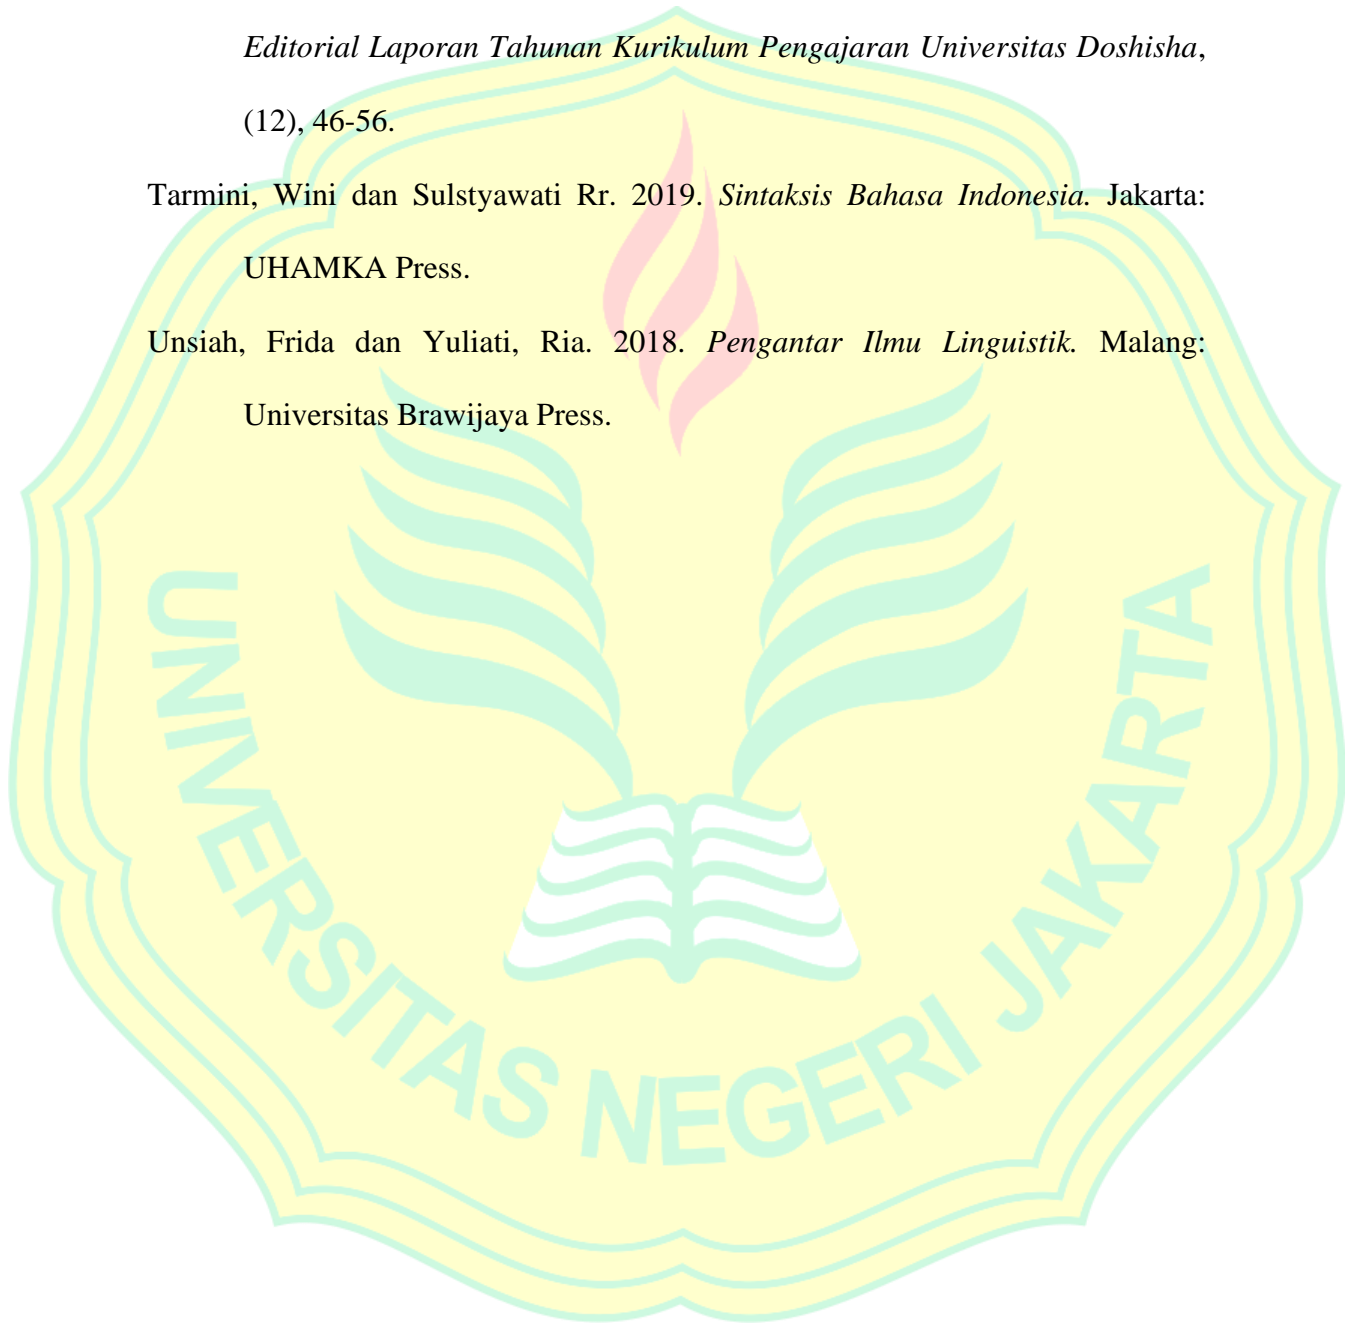 Editorial Laporan Tahunan Kurikulum Pengajaran Universitas Doshisha,
(12), 46-56.
Tarmini, Wini dan Sulstyawati Rr. 2019. Sintaksis Bahasa Indonesia. Jakarta:
UHAMKA Press.
Unsiah, Frida dan Yuliati, Ria. 2018. Pengantar Ilmu Linguistik. Malang:
Universitas Brawijaya Press.
UNIVERSITAS NEGERI JAKARTA